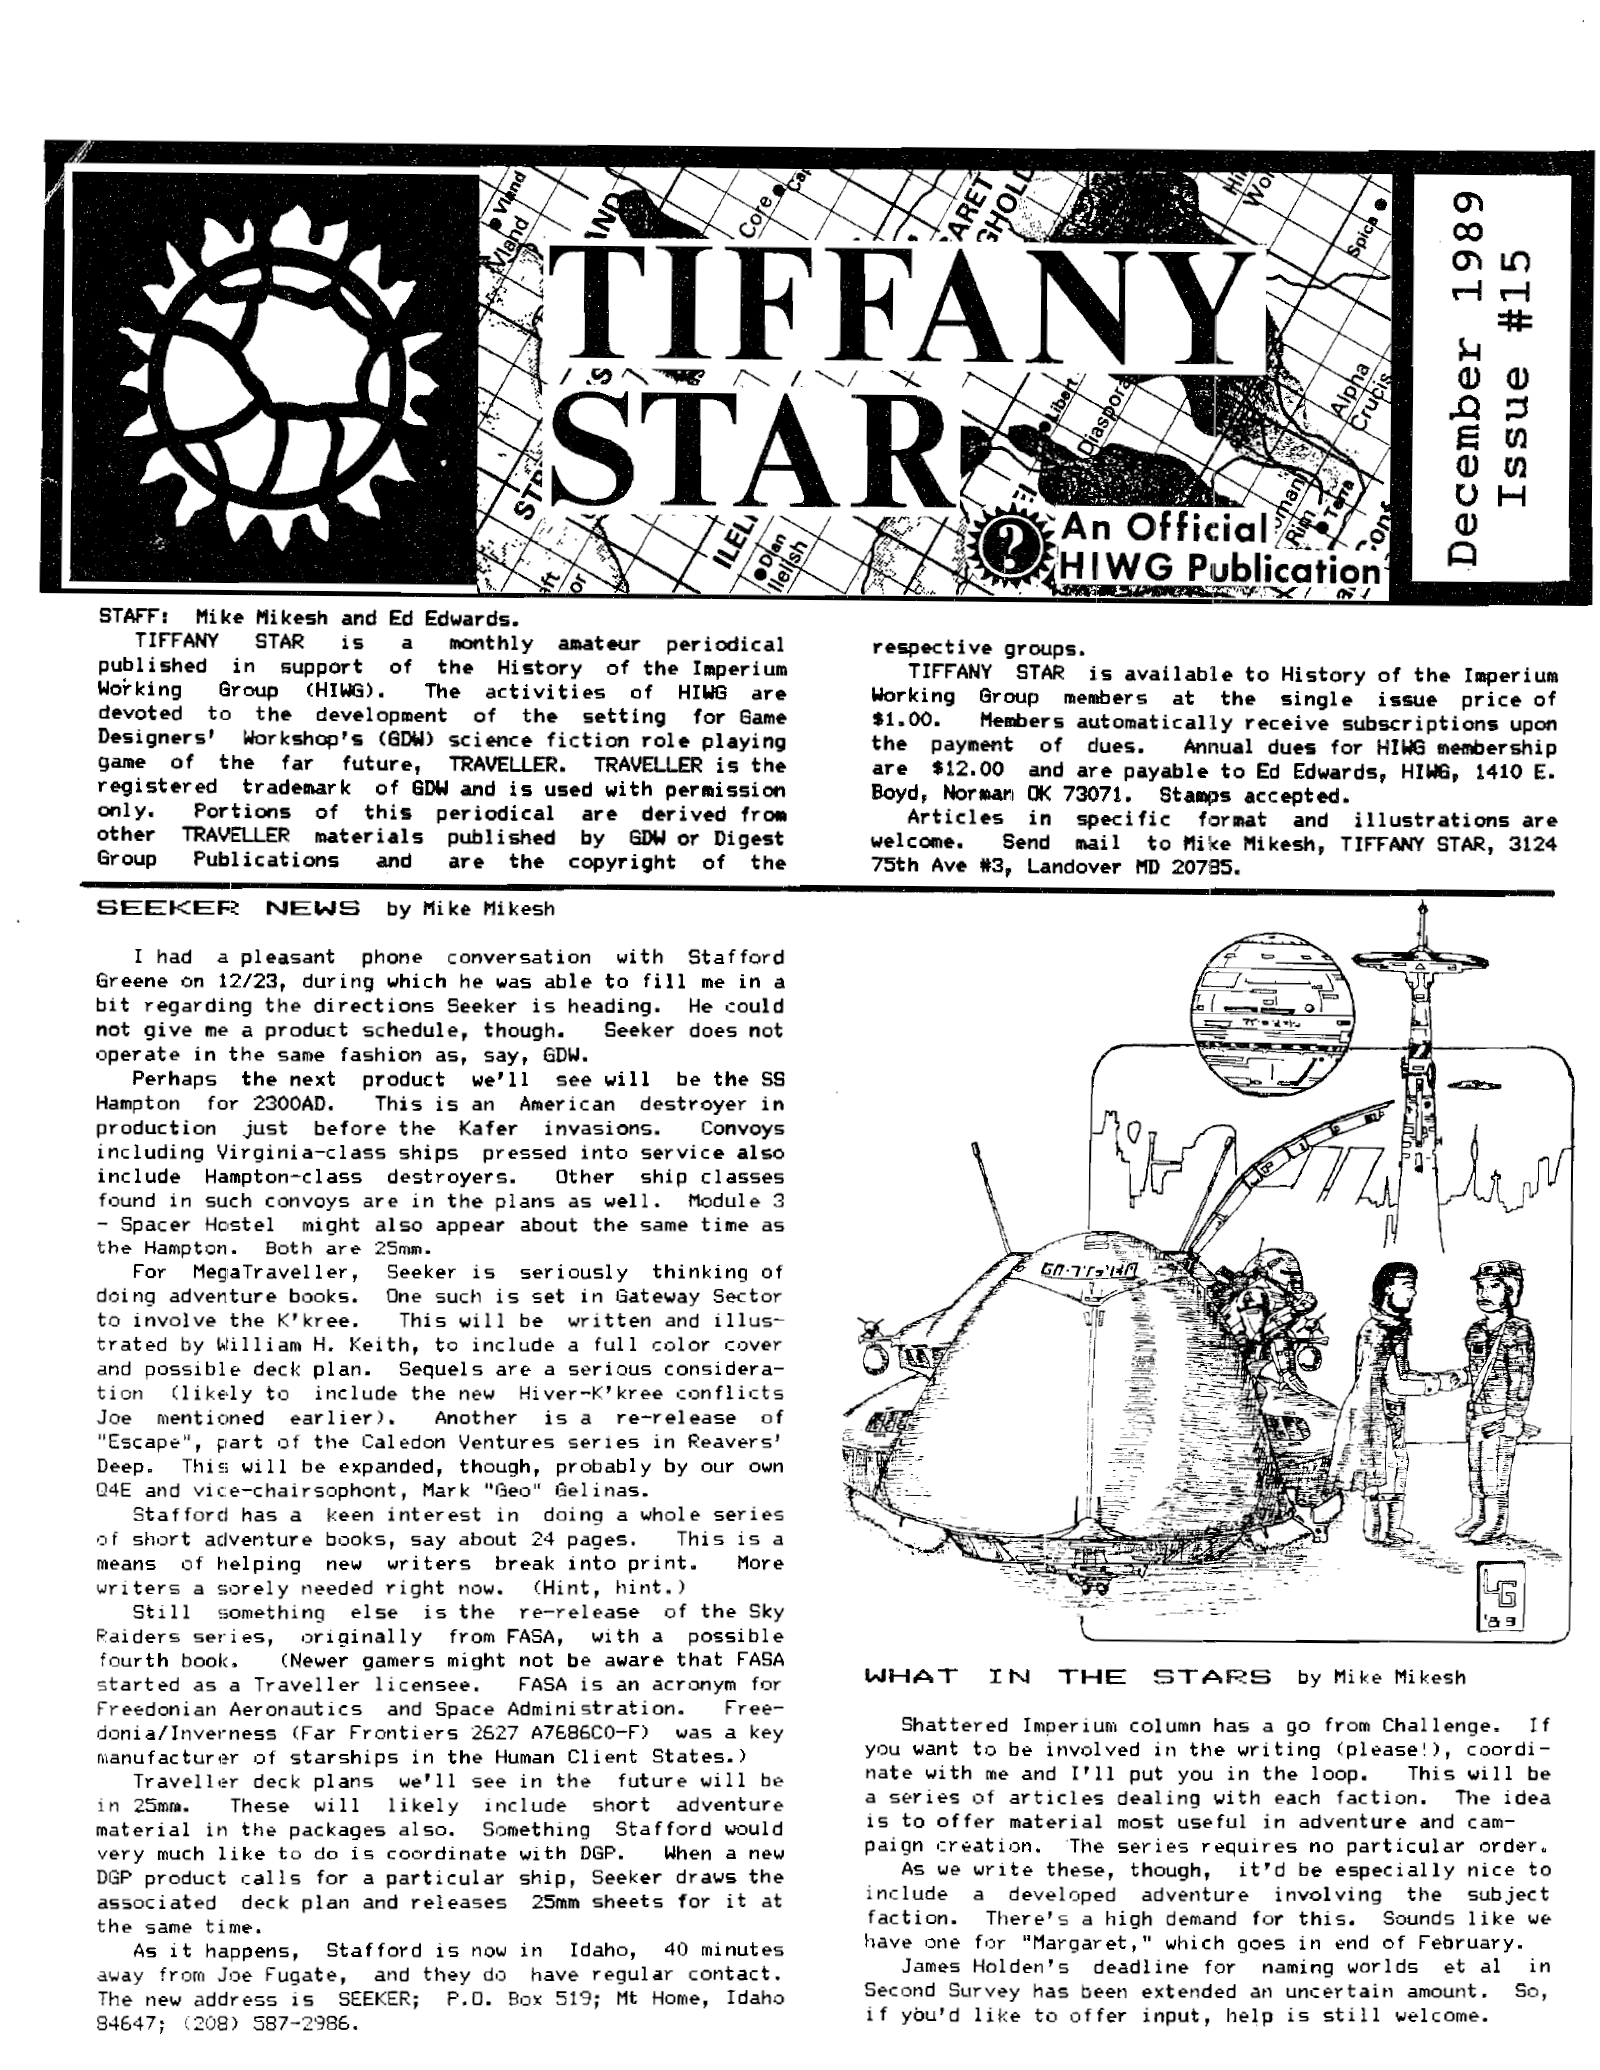 Vland
Vland
AND
Core
Cap
ARET
GHOLD
Hi
Wor
Spica
TIFFANY
STAR
Libert
Diaspora
Alpha
Crucis
ILEL
Dlan
Ilelish
Rim
Terra
?
An Official
HIWG Publication
December 1989
Issue #15
STAFF: Mike Mikesh and Ed Edwards.
TIFFANY STAR is a monthly amateur periodical
published in support of the History of the Imperium
Working Group (HIWG). The activities of HIWG are
devoted to the development of the setting for Game
Designers' Workshop's (GDW) science fiction role playing
game of the far future, TRAVELLER. TRAVELLER is the
registered trademark of GDW and is used with permission
only. Portions of this periodical are derived from
other TRAVELLER materials published by GDW or Digest
Group Publications and are the copyright of the
respective groups.
TIFFANY STAR is available to History of the Imperium
Working Group members at the single issue price of
$1.00. Members automatically receive subscriptions upon
the payment of dues. Annual dues for HIWG membership
are $12.00 and are payable to Ed Edwards, HIWG, 1410 E.
Boyd, Norman OK 73071. Stamps accepted.
Articles in specific format and illustrations are
welcome. Send mail to Mike Mikesh, TIFFANY STAR, 3124
75th Ave #3, Landover MD 20785.
SEEKER NEWS by Mike Mikesh
I had a pleasant phone conversation with Stafford
Greene on 12/23, during which he was able to fill me in a
bit regarding the directions Seeker is heading. He could
not give me a product schedule, though. Seeker does not
operate in the same fashion as, say, GDW.
Perhaps the next product we'll see will be the SS
Hampton for 2300AD. This is an American destroyer in
production just before the Kafer invasions. Convoys
including Virginia-class ships pressed into service also
include Hampton-class destroyers. Other ship classes
found in such convoys are in the plans as well. Module 3
- Spacer Hostel might also appear about the same time as
the Hampton. Both are 25mm.
For MegaTraveller, Seeker is seriously thinking of
doing adventure books. One such is set in Gateway Sector
to involve the K'kree. This will be written and illus-
trated by William H. Keith, to include a full color cover
and possible deck plan. Sequels are a serious considera-
tion (likely to include the new Hiver-K'kree conflicts
Joe mentioned earlier). Another is a re-release of
"Escape", part of the Caledon Ventures series in Reavers'
Deep. This will be expanded, though, probably by our own
Q4E and vice-chairsophont, Mark "Geo" Gelinas.
Stafford has a keen interest in doing a whole series
of short adventure books, say about 24 pages. This is a
means of helping new writers break into print. More
writers a sorely needed right now. (Hint, hint.)
Still something else is the re-release of the Sky
Raiders series, originally from FASA, with a possible
fourth book. (Newer gamers might not be aware that FASA
started as a Traveller licensee. FASA is an acronym for
Freedonian Aeronautics and Space Administration. Free-
donia/Inverness (Far Frontiers 2627 A7686C0-F) was a key
manufacturer of starships in the Human Client States.)
Traveller deck plans we'll see in the future will be
in 25mm. These will likely include short adventure
material in the packages also. Something Stafford would
very much like to do is coordinate with DGP. When a new
DGP product calls for a particular ship, Seeker draws the
associated deck plan and releases 25mm sheets for it at
the same time.
As it happens, Stafford is now in Idaho, 40 minutes
away from Joe Fugate, and they do have regular contact.
The new address is SEEKER; P.O. Box 519; Mt Home, Idaho
84647; (208) 587-2986.
LG
'89
WHAT IN THE STARS by Mike Mikesh
Shattered Imperium column has a go from Challenge. If
you want to be involved in the writing (please!), coordi-
nate with me and I'll put you in the loop. This will be
a series of articles dealing with each faction. The idea
is to offer material most useful in adventure and cam-
paign creation. The series requires no particular order.
As we write these, though, it'd be especially nice to
include a developed adventure involving the subject
faction. There's a high demand for this. Sounds like we
have one for "Margaret," which goes in end of February.
James Holden's deadline for naming worlds et al in
Second Survey has been extended an uncertain amount. So,
if you'd like to offer input, help is still welcome.